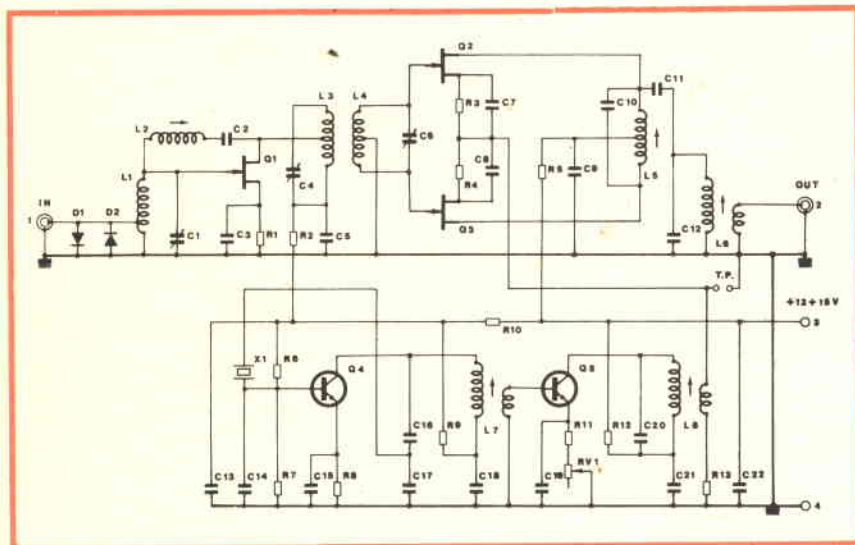 Q2
C11
L3 L4
C10
R3 C7
L2 C2
Q1
C6
L1
C4
R5 C9
C8
R4
L5
IN
1
D1 D2
OUT
2
Q3
C1 C3 R1 R2 C5
C12
L6
T.P.
+12÷15V
3
R10
X1 R6
Q4
Q5
L7
L8
C16 R9
R11 R12 C20
RV1
C13 C14 R7 C15 R8 C17 C18 C19 C21 R13 C22
4